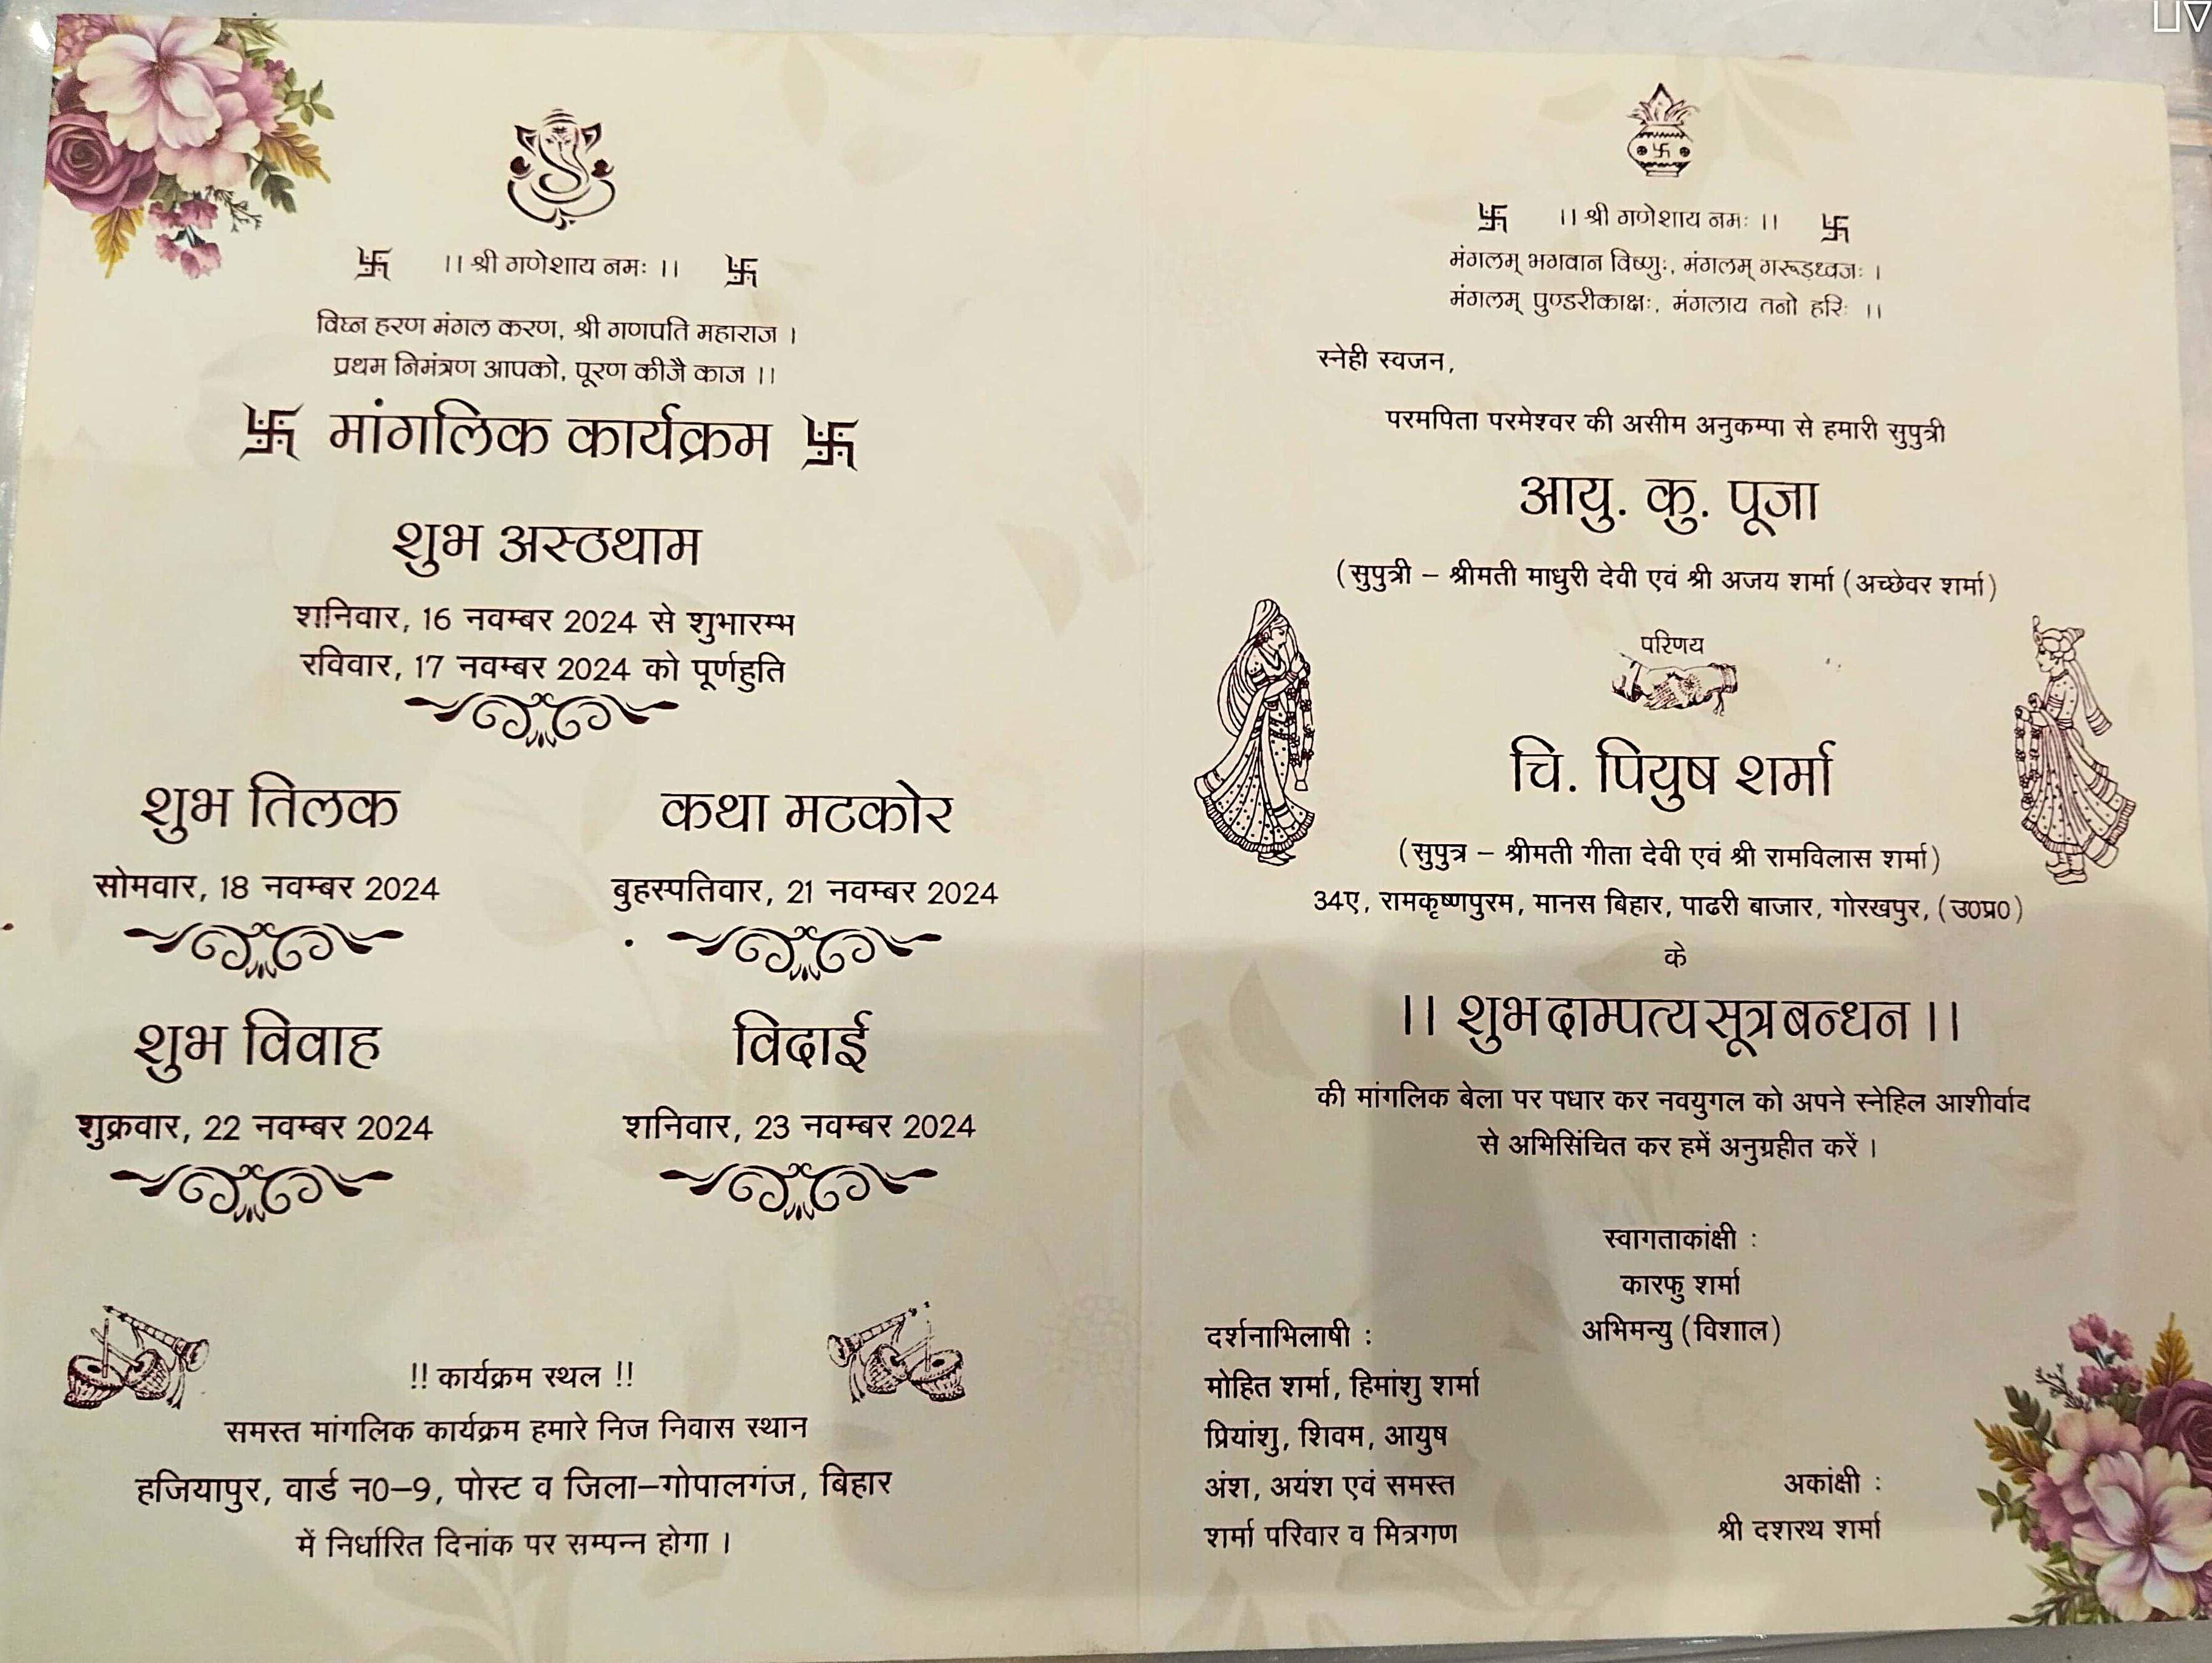 ।। श्री गणेशाय नमः ।।
विघ्न हरण मंगल करण, श्री गणपति महाराज ।
प्रथम निमंत्रण आपको, पूरण कीजै काज ।।
मांगलिक कार्यक्रम
शुभ अस्ठथाम
शनिवार, 16 नवम्बर 2024 से शुभारम्भ
रविवार, 17 नवम्बर 2024 को पूर्णहुति
शुभ तिलक
सोमवार, 18 नवम्बर 2024
कथा मटकोर
बुहस्पतिवार, 21 नवम्बर 2024
शुभ विवाह
शुक्रवार, 22 नवम्बर 2024
विदाई
शनिवार, 23 नवम्बर 2024
!! कार्यक्रम स्थल !!
समस्त मांगलिक कार्यक्रम हमारे निज निवास स्थान
हजियापुर, वार्ड न0–9, पोस्ट व जिला–गोपालगंज, बिहार
में निर्धारित दिनांक पर सम्पन्न होगा ।
।। श्री गणेशाय नमः ।।
मंगलम् भगवान विष्णुः, मंगलम् गरूड़ध्वजः ।
मंगलम् पुण्डरीकाक्षः, मंगलाय तनो हरिः ।।
स्नेही स्वजन,
परमपिता परमेश्वर की असीम अनुकम्पा से हमारी सुपुत्री
आयु. कु. पूजा
(सुपुत्री – श्रीमती माधुरी देवी एवं श्री अजय शर्मा (अच्छेवर शर्मा)
परिणय
चि. पियुष शर्मा
(सुपुत्र – श्रीमती गीता देवी एवं श्री रामविलास शर्मा)
34ए, रामकृष्णपुरम, मानस बिहार, पाढरी बाजार, गोरखपुर, (उ0प्र0)
के
।। शुभ दाम्पत्य सूत्र बन्धन ।।
की मांगलिक बेला पर पधार कर नवयुगल को अपने स्नेहिल आशीर्वाद
से अभिसिंचित कर हमें अनुग्रहीत करें ।
स्वागताकांक्षी :
कारफु शर्मा
अभिमन्यु (विशाल)
दर्शनाभिलाषी :
मोहित शर्मा, हिमांशु शर्मा
प्रियांशु, शिवम, आयुष
अंश, अयंश एवं समस्त
शर्मा परिवार व मित्रगण
अकांक्षी :
श्री दशरथ शर्मा